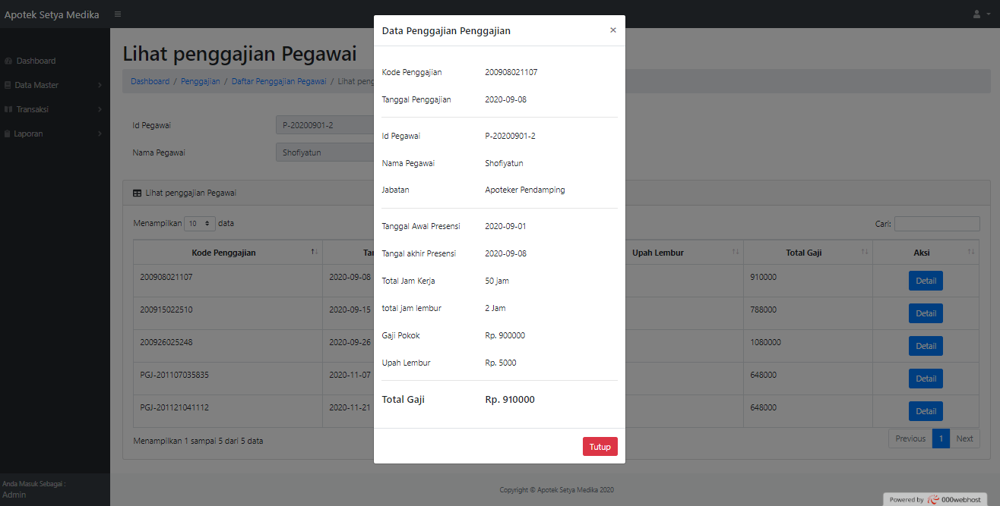 Apotek Setya Medika
Dashboard
Data Master
Transaksi
Laporan
Anda Masuk Sebagai :
Admin
Lihat penggajian Pegawai
Dashboard / Penggajian / Daftar Penggajian Pegawai / Lihat peng
Id Pegawai P-20200901-2
Nama Pegawai Shofiyatun
Lihat penggajian Pegawai
Menampilkan 10 data
Cari:
Kode Penggajian Tan Upah Lembur Total Gaji Aksi
200908021107 2020-09-08 910000 Detail
200915022510 2020-09-15 788000 Detail
200926025248 2020-09-26 1080000 Detail
PGJ-201107035835 2020-11-07 648000 Detail
PGJ-201121041112 2020-11-21 648000 Detail
Menampilkan 1 sampai 5 dari 5 data
Previous 1 Next
Data Penggajian Penggajian ×
Kode Penggajian 200908021107
Tanggal Penggajian 2020-09-08
Id Pegawai P-20200901-2
Nama Pegawai Shofiyatun
Jabatan Apoteker Pendamping
Tanggal Awal Presensi 2020-09-01
Tangal akhir Presensi 2020-09-08
Total Jam Kerja 50 jam
total jam lembur 2 Jam
Gaji Pokok Rp. 900000
Upah Lembur Rp. 5000
Total Gaji Rp. 910000
Tutup
Copyright © Apotek Setya Medika 2020
Powered by 000webhost